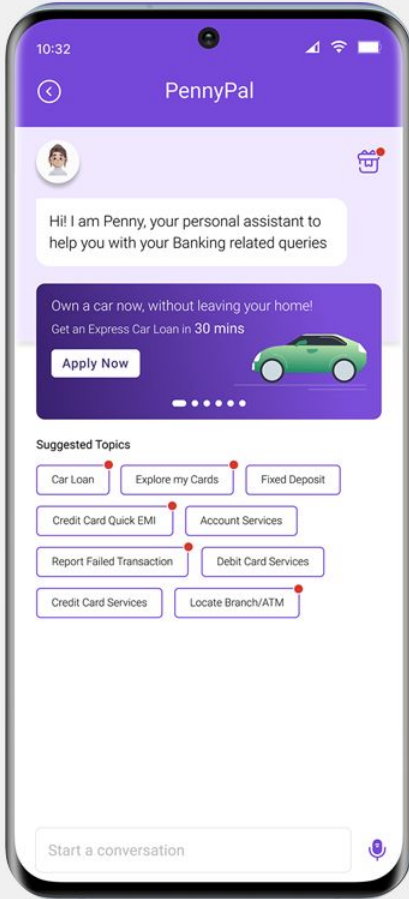 10:32
PennyPal
Hi! I am Penny, your personal assistant to
help you with your Banking related queries
Own a car now, without leaving your home!
Get an Express Car Loan in 30 mins
Apply Now
Suggested Topics
Car Loan
Explore my Cards
Fixed Deposit
Credit Card Quick EMI
Account Services
Report Failed Transaction
Debit Card Services
Credit Card Services
Locate Branch/ATM
Start a conversation